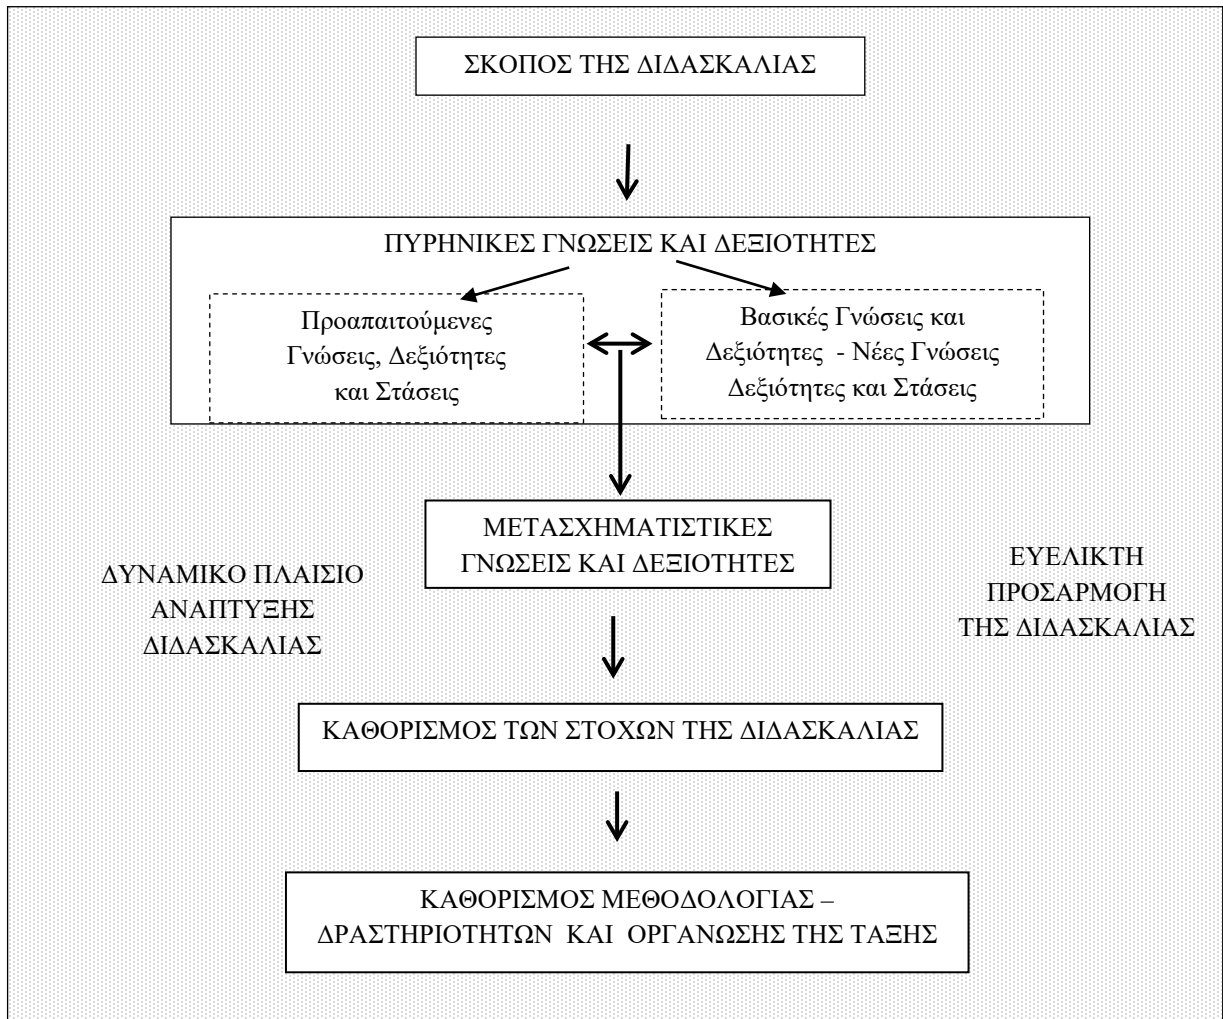 ΣΚΟΠΟΣ ΤΗΣ ΔΙΔΑΣΚΑΛΙΑΣ
ΠΥΡΗΝΙΚΕΣ ΓΝΩΣΕΙΣ ΚΑΙ ΔΕΞΙΟΤΗΤΕΣ
Προαπαιτούμενες
Γνώσεις, Δεξιότητες
και Στάσεις
Βασικές Γνώσεις και
Δεξιότητες - Νέες Γνώσεις
Δεξιότητες και Στάσεις
ΜΕΤΑΣΧΗΜΑΤΙΣΤΙΚΕΣ
ΓΝΩΣΕΙΣ ΚΑΙ ΔΕΞΙΟΤΗΤΕΣ
ΔΥΝΑΜΙΚΟ ΠΛΑΙΣΙΟ
ΑΝΑΠΤΥΞΗΣ
ΔΙΔΑΣΚΑΛΙΑΣ
ΕΥΕΛΙΚΤΗ
ΠΡΟΣΑΡΜΟΓΗ
ΤΗΣ ΔΙΔΑΣΚΑΛΙΑΣ
ΚΑΘΟΡΙΣΜΟΣ ΤΩΝ ΣΤΟΧΩΝ ΤΗΣ ΔΙΔΑΣΚΑΛΙΑΣ
ΚΑΘΟΡΙΣΜΟΣ ΜΕΘΟΔΟΛΟΓΙΑΣ –
ΔΡΑΣΤΗΡΙΟΤΗΤΩΝ ΚΑΙ ΟΡΓΑΝΩΣΗΣ ΤΗΣ ΤΑΞΗΣ